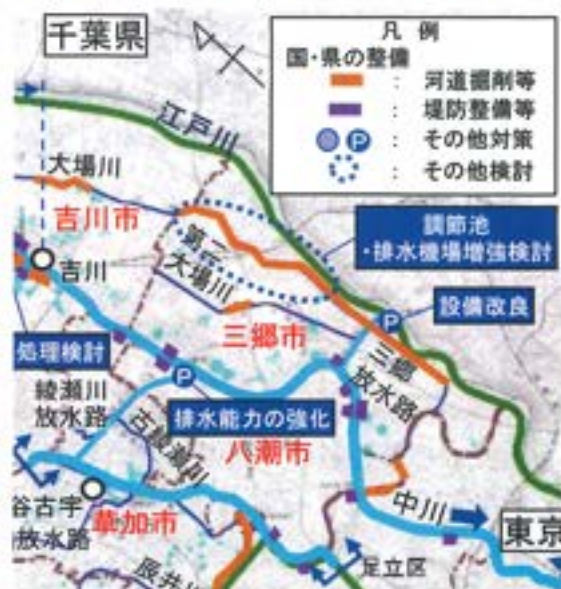 千葉県
凡 例
国・県の整備
： 河道掘削等
： 堤防整備等
P ： その他対策
： その他検討
江戸川
大場川
吉川市
吉川
第二
大場川
調節池
・排水機場増強検討
P
設備改良
三郷市
三郷
放水路
処理検討
綾瀬川
放水路
P
排水能力の強化
古綾瀬川
八潮市
谷古宇
放水路
草加市
中川
東京
足立区